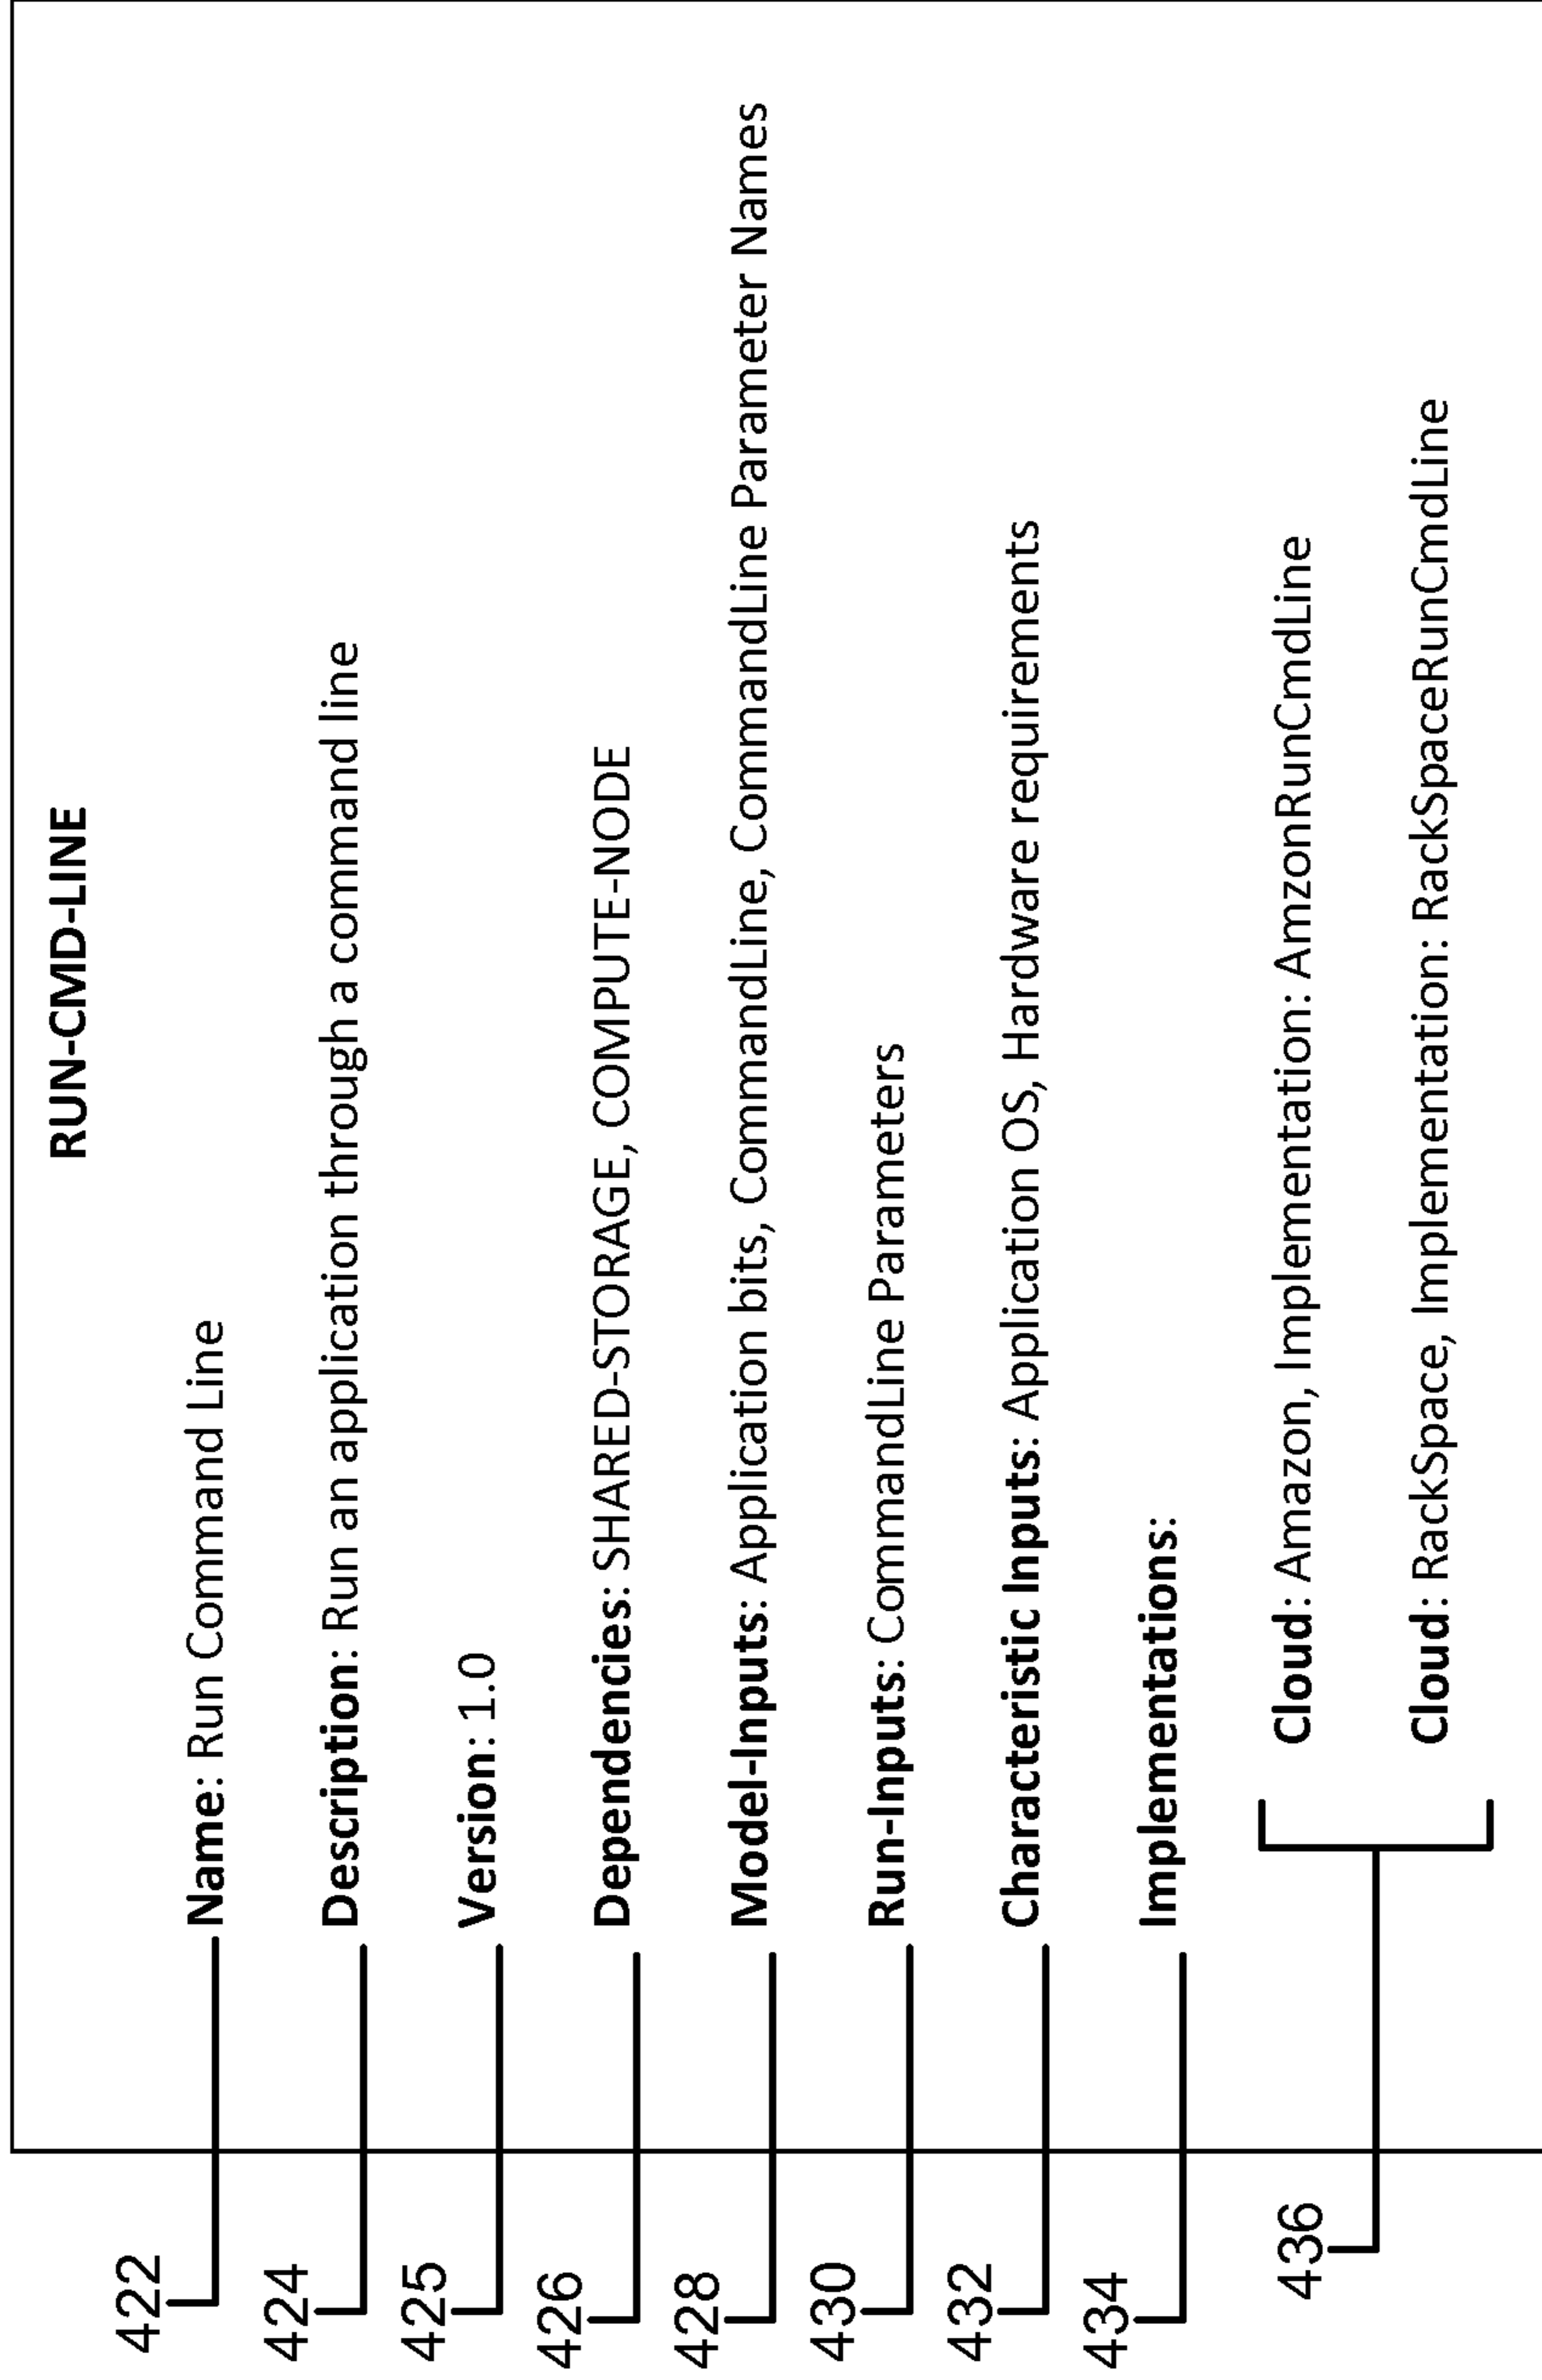 RUN-CMD-LINE
422
Name: Run Command Line
424
Description: Run an application through a command line
425
Version: 1.0
426
Dependencies: SHARED-STORAGE, COMPUTE-NODE
428
Model-Inputs: Application bits, CommandLine, CommandLine Parameter Names
430
Run-Inputs: CommandLine Parameters
432
Characteristic Inputs: Application OS, Hardware requirements
434
Implementations:
436
Cloud: Amazon, Implementation: AmzonRunCmdLine
Cloud: RackSpace, Implementation: RackSpaceRunCmdLine